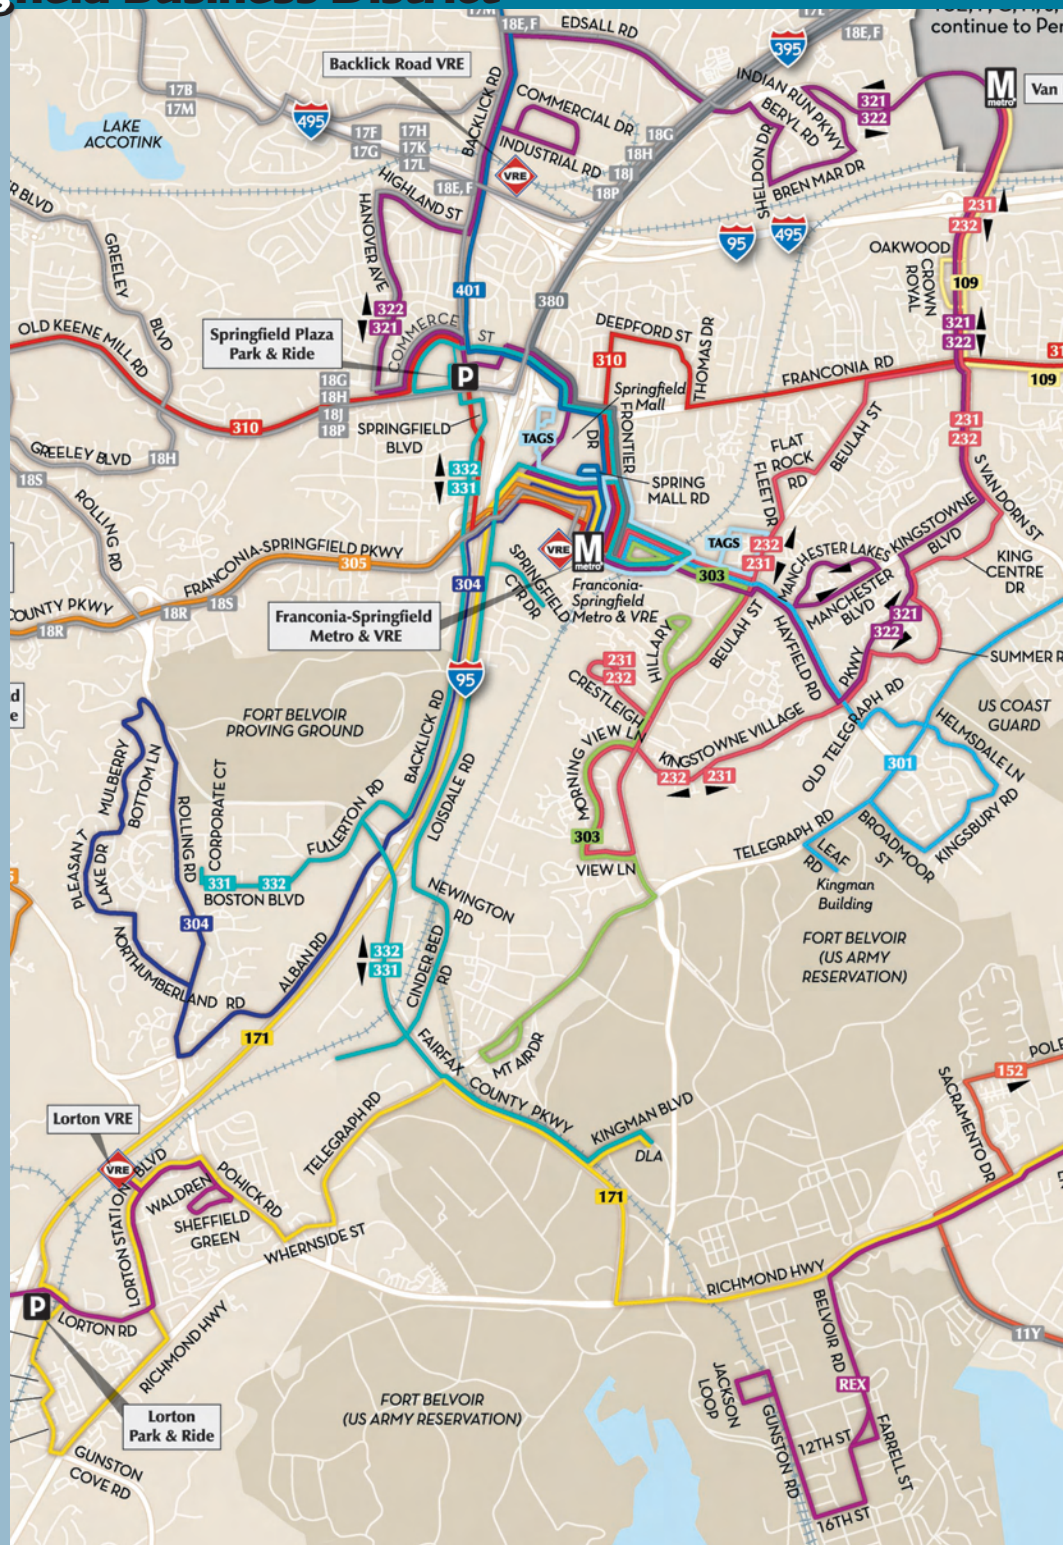 field Business District
continue to Per
17M
18E,F
EDSALL RD
18E,F
395
Backlick Road VRE
BACKLICK RD
M
metro
Van
17B
17M
495
INDIAN RUN PKWY
321
322
LAKE
ACCOTINK
COMMERCIAL DR
BERYL RD
17F
17G
17H
17K
17L
18G
18H
18J
18P
INDUSTRIAL RD
VRE
SHELDON DR
BREN MAR DR
18E,F
HIGHLAND ST
R BLVD
HANOVER AVE
231
232
95
495
GREELEY
BLVD
OAKWOOD
CROWN
ROYAL
109
401
380
322
321
321
322
OLD KEENE MILL RD
Springfield Plaza
Park & Ride
COMMERCE
ST
DEEPFORD ST
THOMAS DR
310
FRANCONIA RD
31
109
P
18G
18H
18J
18P
Springfield
Mall
310
SPRINGFIELD
BLVD
TAGS
FRONTIER
DR
BEULAH ST
231
232
GREELEY BLVD
18H
18S
332
331
FLAT
ROCK
RD
FLEET DR
SPRING
MALL RD
S VAN DORN ST
ROLLING RD
FRANCONIA-SPRINGFIELD PKWY
305
VRE
M
metro
TAGS
232
231
303
MANCHESTER LAKES
KINGSTOWNE
BLVD
KING
CENTRE
DR
304
SPRINGFIELD
CTR DR
Franconia-
Springfield
Metro & VRE
MANCHESTER
BLVD
COUNTY PKWY
18R
18R
18S
Franconia-Springfield
Metro & VRE
321
322
HILLARY
BEULAH ST
HAYFIELD RD
SUMMER R
95
231
232
CRESTLEIGH
PKWY
FORT BELVOIR
PROVING GROUND
BACKLICK RD
OLD TELEGRAPH RD
US COAST
GUARD
HELMSDALE LN
MULBERRY
BOTTOM LN
LOISDALE RD
MORNING
VIEW LN
KINGSTOWNE VILLAGE
232
231
301
CORPORATE CT
FULLERTON RD
ROLLING RD
PLEASANT
LAKE DR
303
VIEW LN
TELEGRAPH RD
BROADMOOR
ST
KINGSBURY RD
331
332
BOSTON BLVD
LEAF
RD
Kingman
Building
304
NEWINGTON
RD
NORTHUMBERLAND RD
ALBAN RD
332
331
CINDER BED
RD
FORT BELVOIR
(US ARMY
RESERVATION)
171
FAIRFAX
COUNTY PKWY
MT AIR DR
POLE
152
SACRAMENTO DR
Lorton VRE
TELEGRAPH RD
KINGMAN BLVD
DLA
VRE
LORTON STATION
BLVD
WALDREN
POHICK RD
SHEFFIELD
GREEN
171
WHERNSIDE ST
RICHMOND HWY
P
LORTON RD
RICHMOND HWY
BELVOIR RD
11Y
JACKSON
LOOP
REX
FORT BELVOIR
(US ARMY RESERVATION)
Lorton
Park & Ride
GUNSTON RD
12TH ST
FARRELL ST
GUNSTON
COVE RD
16TH ST